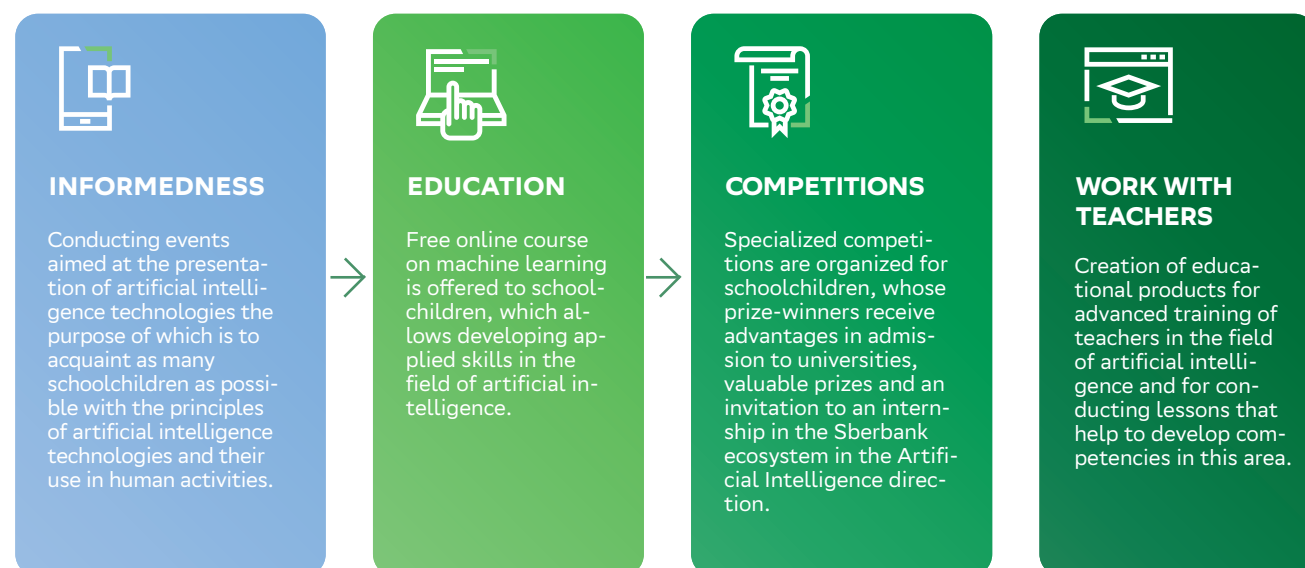 INFORMEDNESS
Conducting events
aimed at the presenta-
tion of artificial intelli-
gence technologies the
purpose of which is to
acquaint as many
schoolchildren as possi-
ble with the principles
of artificial intelligence
technologies and their
use in human activities.
EDUCATION
Free online course
on machine learning
is offered to school-
children, which al-
lows developing ap-
plied skills in the
field of artificial in-
telligence.
COMPETITIONS
Specialized competi-
tions are organized for
schoolchildren, whose
prize-winners receive
advantages in admis-
sion to universities,
valuable prizes and an
invitation to an intern-
ship in the Sberbank
ecosystem in the Artifi-
cial Intelligence direc-
tion.
WORK WITH
TEACHERS
Creation of educa-
tional products for
advanced training of
teachers in the field
of artificial intelli-
gence and for con-
ducting lessons that
help to develop com-
petencies in this area.